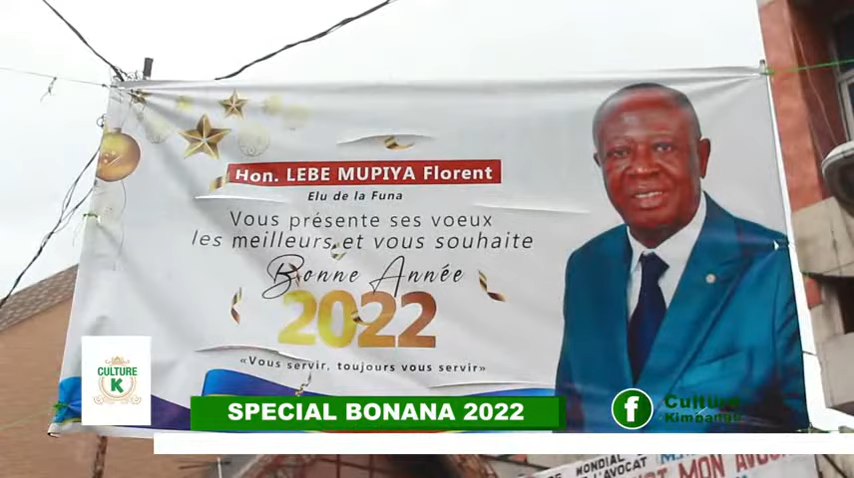 Hon. LEBE MUPIYA Florent
Elu de la Funa
Vous présente ses voeux
les meilleurs et vous souhaite
Bonne Année
2022
«Vous servir, toujours vous servir»
CULTURE
K
SPECIAL BONANA 2022
f
Culture
Kimbangu
MONDIAL
L'AVOCAT
T MON AVOCAT